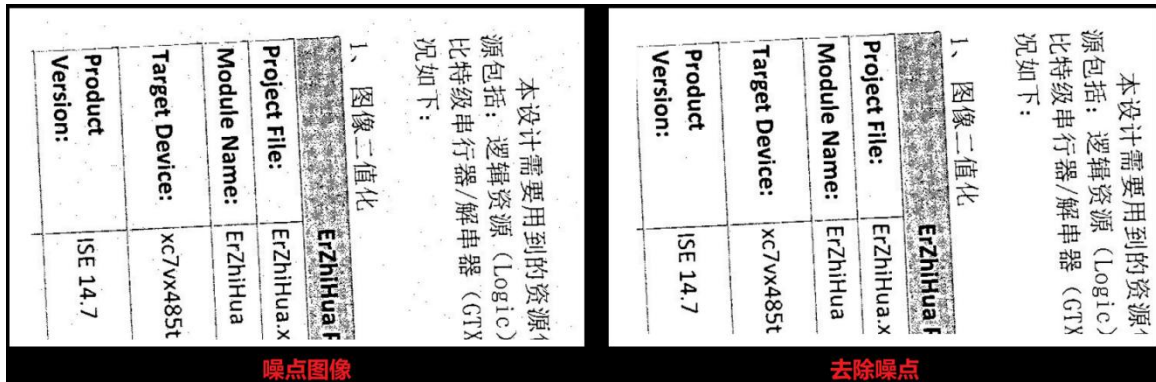 本设计需要用到的资源
源包括：逻辑资源（Logic）
比特级串行器/解串器（GTX
况如下：
1、 图像二值化
ErZhiHua
Project File: ErZhiHua.x
Module Name: ErZhiHua
Target Device: xc7vx485t
Product ISE 14.7
Version:
噪点图像
本设计需要用到的资源
源包括：逻辑资源（Logic）
比特级串行器/解串器（GTX
况如下：
1、 图像二值化
ErZhiHua
Project File: ErZhiHua.x
Module Name: ErZhiHua
Target Device: xc7vx485t
Product ISE 14.7
Version:
去除噪点